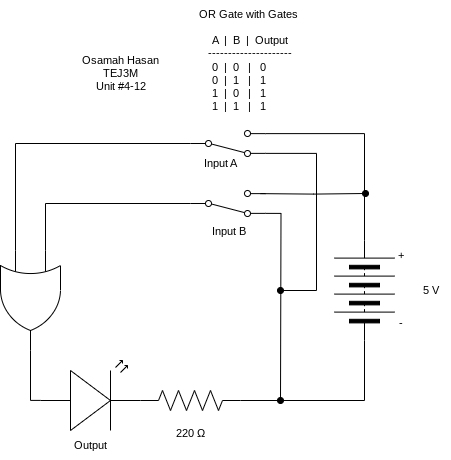 OR Gate with Gates
A | B | Output
---------------------
0 | 0 | 0
0 | 1 | 1
1 | 0 | 1
1 | 1 | 1
Osamah Hasan
TEJ3M
Unit #4-12
Input A
Input B
+
5 V
-
220 Ω
Output